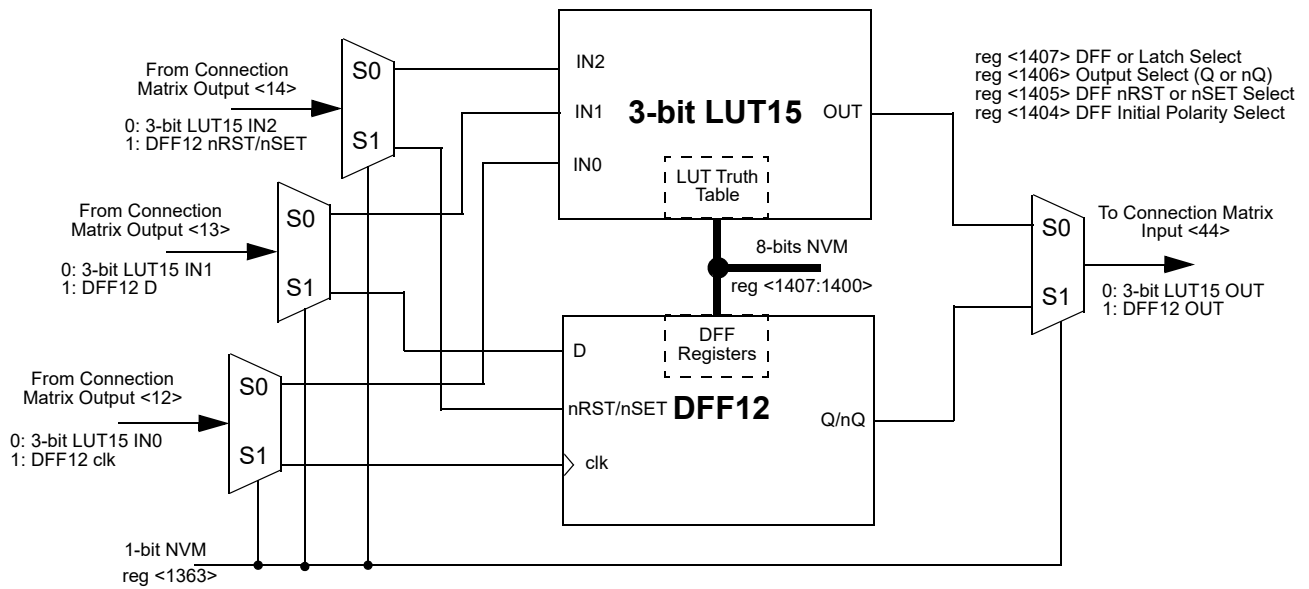 From Connection
Matrix Output <14>
0: 3-bit LUT15 IN2
1: DFF12 nRST/nSET
S0
S1
From Connection
Matrix Output <13>
0: 3-bit LUT15 IN1
1: DFF12 D
S0
S1
From Connection
Matrix Output <12>
0: 3-bit LUT15 IN0
1: DFF12 clk
S0
S1
1-bit NVM
reg <1363>
IN2
IN1
IN0
3-bit LUT15
OUT
LUT Truth
Table
8-bits NVM
reg <1407:1400>
DFF
Registers
D
nRST/nSET
DFF12
Q/nQ
clk
reg <1407> DFF or Latch Select
reg <1406> Output Select (Q or nQ)
reg <1405> DFF nRST or nSET Select
reg <1404> DFF Initial Polarity Select
S0
S1
To Connection Matrix
Input <44>
0: 3-bit LUT15 OUT
1: DFF12 OUT